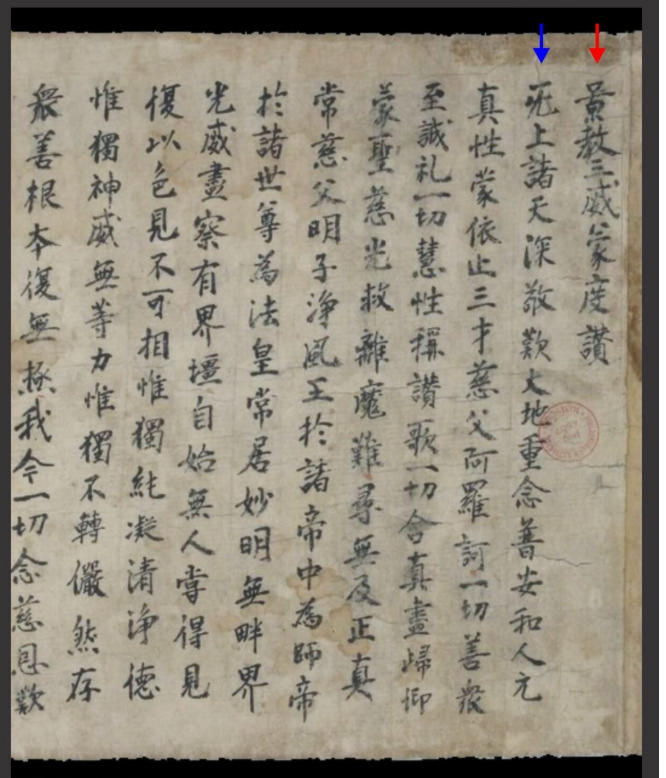 景教三威蒙度讚
无上諸天深敬歎大地重念普安和人元
真性蒙依止三才慈父阿羅訶一切善衆
至誠礼一切慧性稱讚歌一切含真盡歸仰
蒙聖慈光救離魔難尋無及正真
常慈父明子浄風王於諸帝中為師帝
於諸世尊為法皇常居妙明無畔界
光威盡察有界壃自始無人甞得見
復以色見不可相惟獨純凝清浄德
惟獨神威無等力惟獨不轉儼然存
衆善根本復無極我今一切念慈恩歎